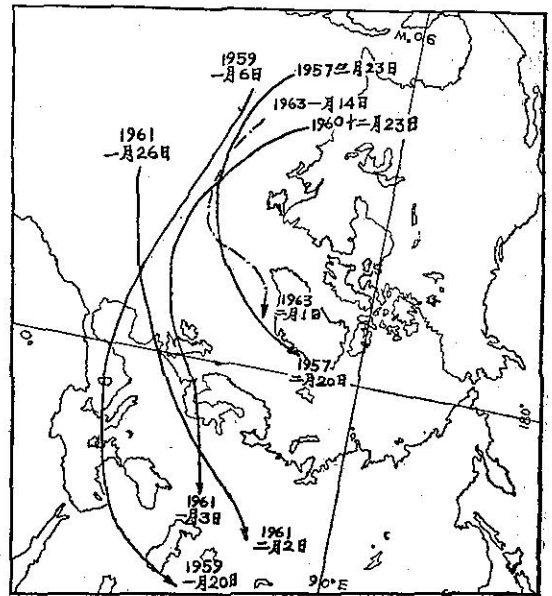 90°W
1959
一月6日
1957二月23日
1963一月14日
1960十二月23日
1961
一月26日
1963
二月1日
0°
1957
二月20日
180°
1961
二月3日
1961
二月2日
1959
一月20日
90°E